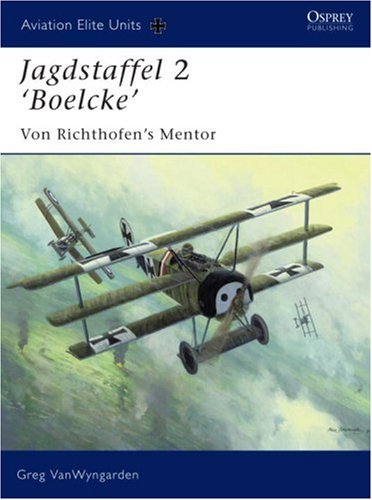 Aviation Elite Units
OSPREY
PUBLISHING
Jagdstaffel 2
‘Boelcke’
Von Richthofen’s Mentor
Greg VanWyngarden